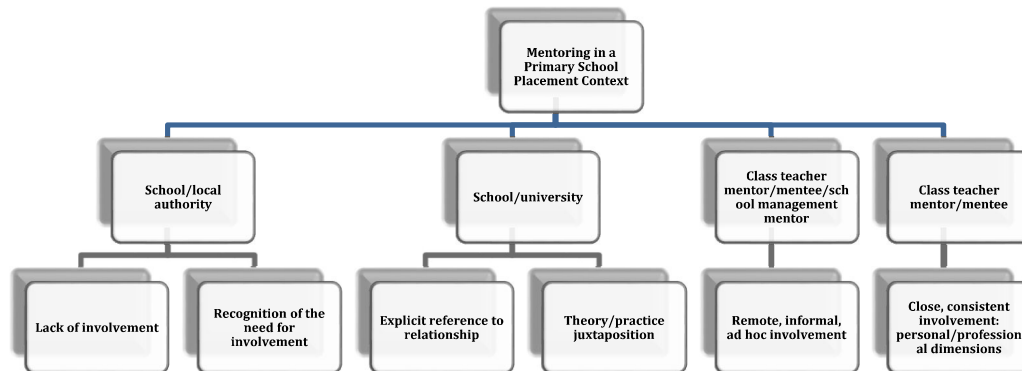 Mentoring in a
Primary School
Placement Context
School/local
authority
School/university
Class teacher
mentor/mentee/sch
ool management
mentor
Class teacher
mentor/mentee
Lack of involvement
Recognition of the
need for
involvement
Explicit reference to
relationship
Theory/practice
juxtaposition
Remote, informal,
ad hoc involvement
Close, consistent
involvement:
personal/profession
al dimensions